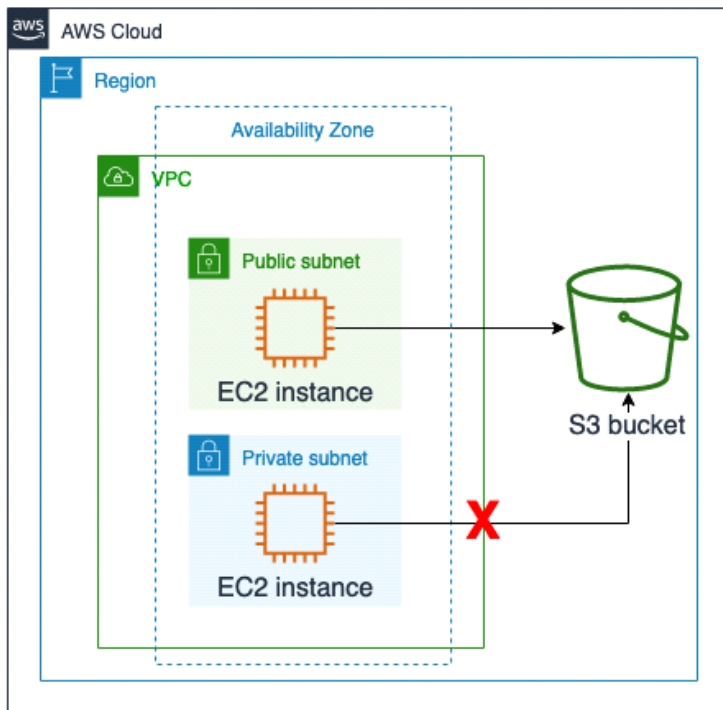 aws
AWS Cloud
Region
Availability Zone
VPC
Public subnet
EC2 instance
S3 bucket
Private subnet
X
EC2 instance